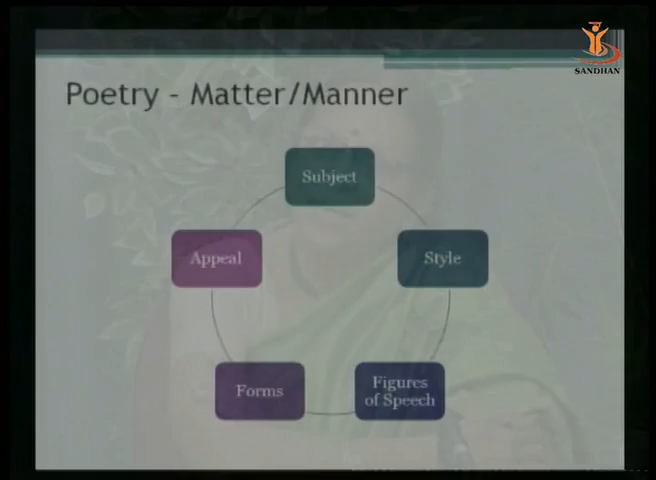 SANDHAN
Poetry - Matter/Manner
Subject
Appeal
Style
Forms
Figures
of Speech